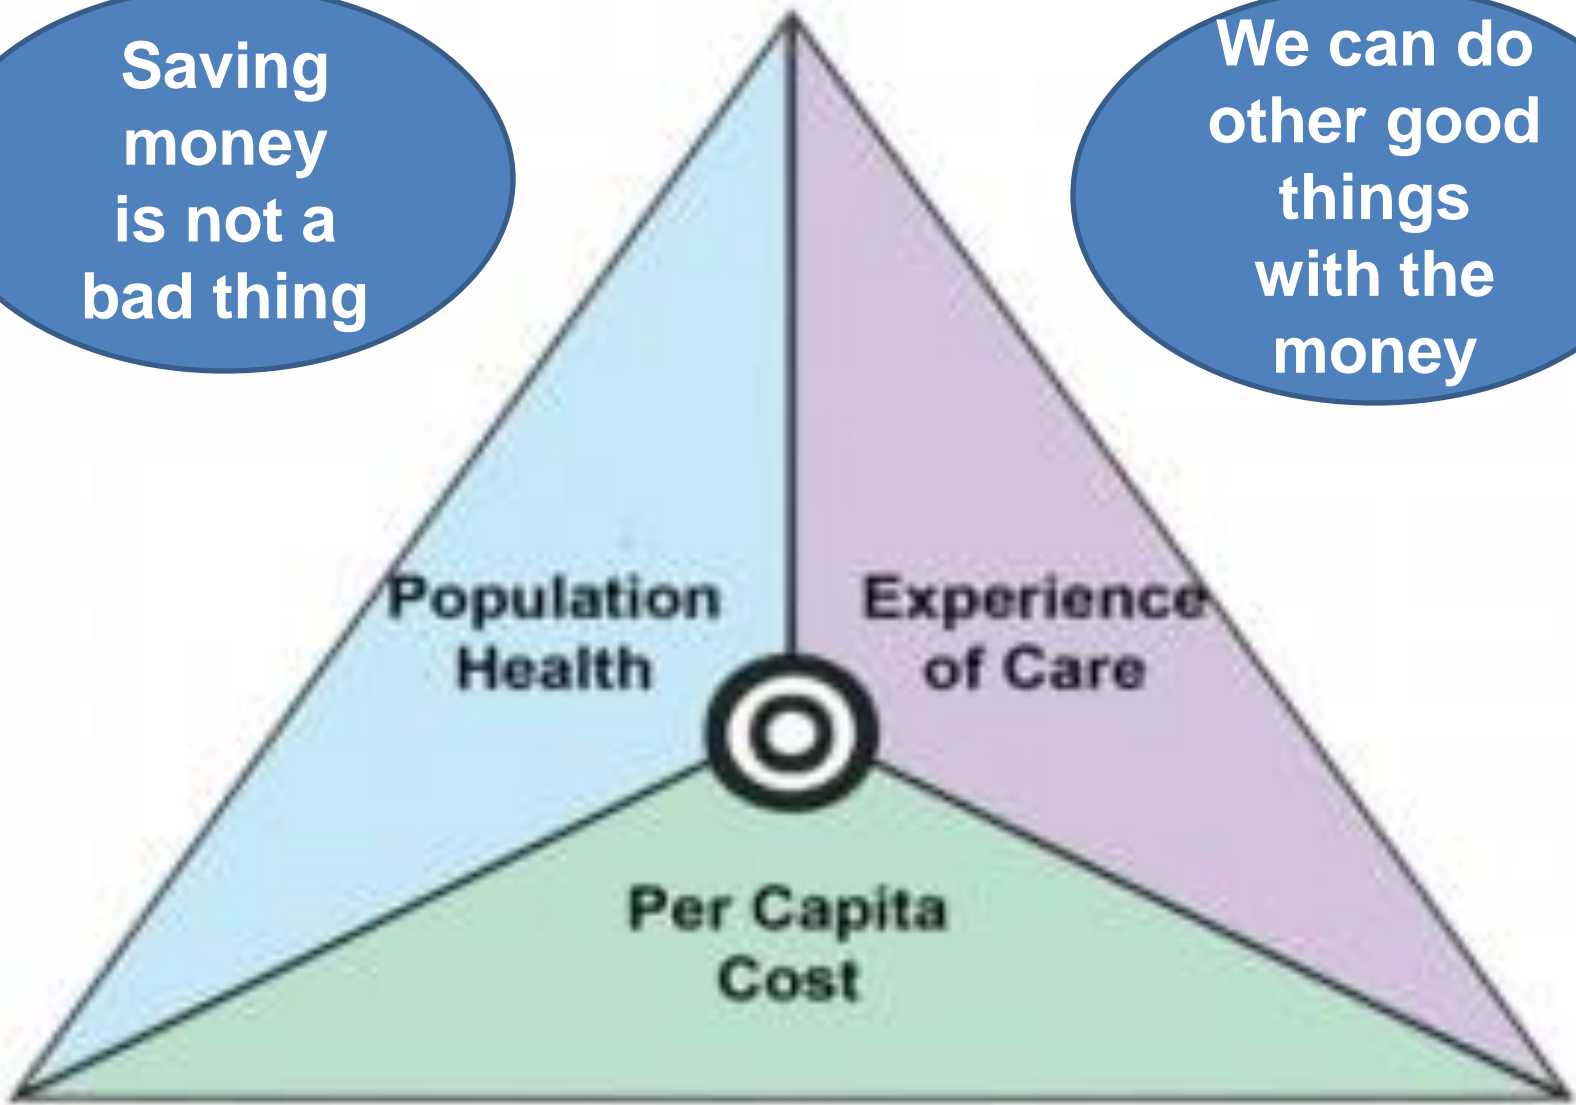 Saving
money
is not a
bad thing
We can do
other good
things
with the
money
Population
Health
Experience
of Care
Per Capita
Cost